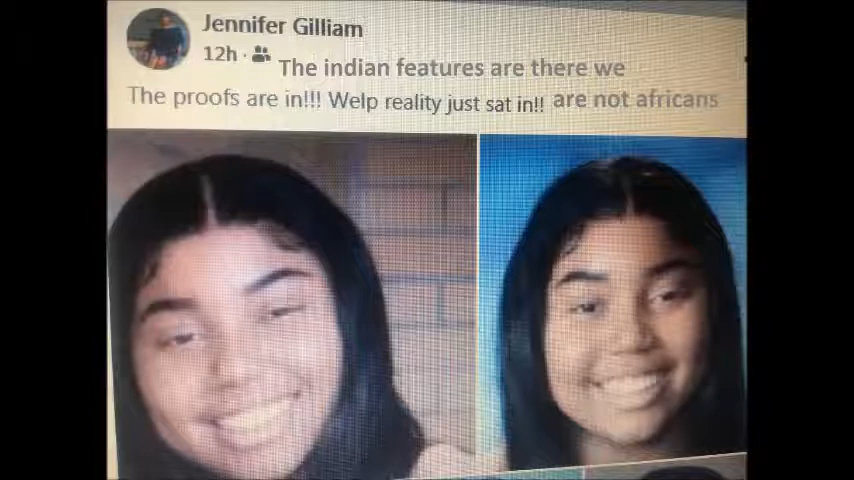 Jennifer Gilliam
12h ·
The indian features are there we
The proofs are in!!! Welp reality just sat in!! are not africans